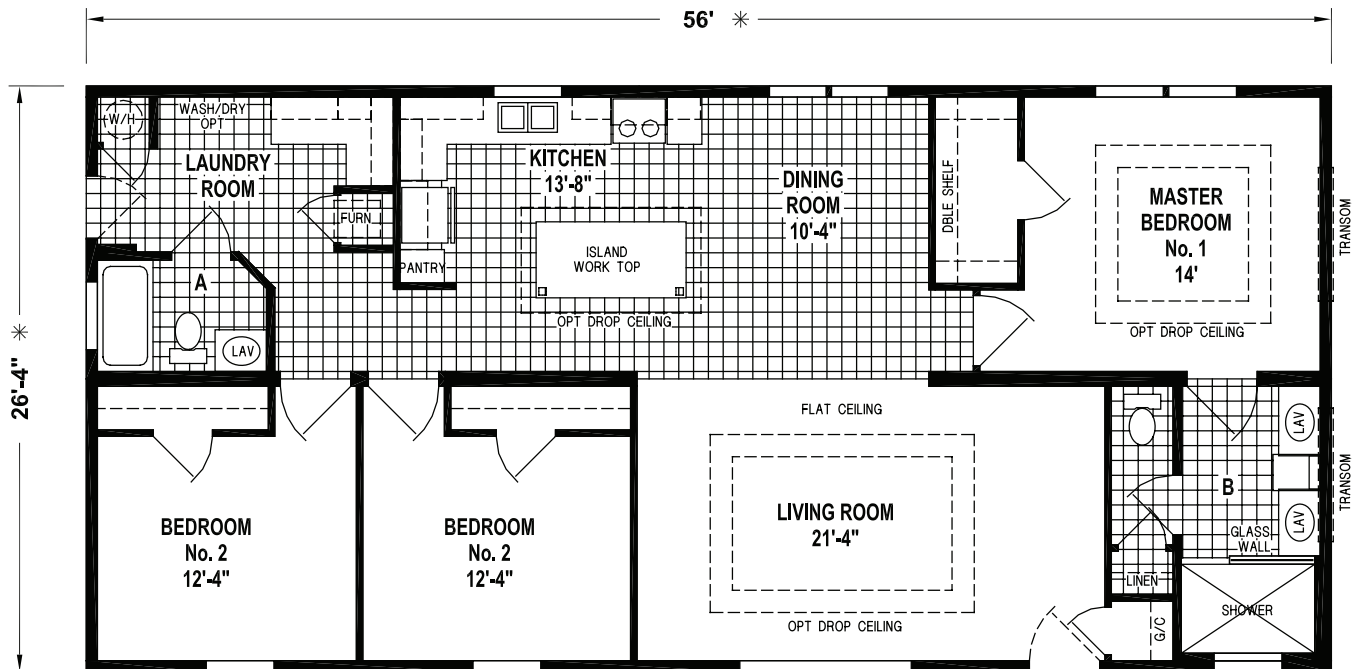 56' ✳
26'-4" ✳
W/H
WASH/DRY
OPT
LAUNDRY
ROOM
FURN
KITCHEN
13'-8"
PANTRY
ISLAND
WORK TOP
OPT DROP CEILING
DINING
ROOM
10'-4"
DBLE SHELF
MASTER
BEDROOM
No. 1
14'
OPT DROP CEILING
TRANSOM
A
LAV
BEDROOM
No. 2
12'-4"
BEDROOM
No. 2
12'-4"
FLAT CEILING
LIVING ROOM
21'-4"
OPT DROP CEILING
LAV
B
LAV
TRANSOM
GLASS
WALL
LINEN
SHOWER
G/C